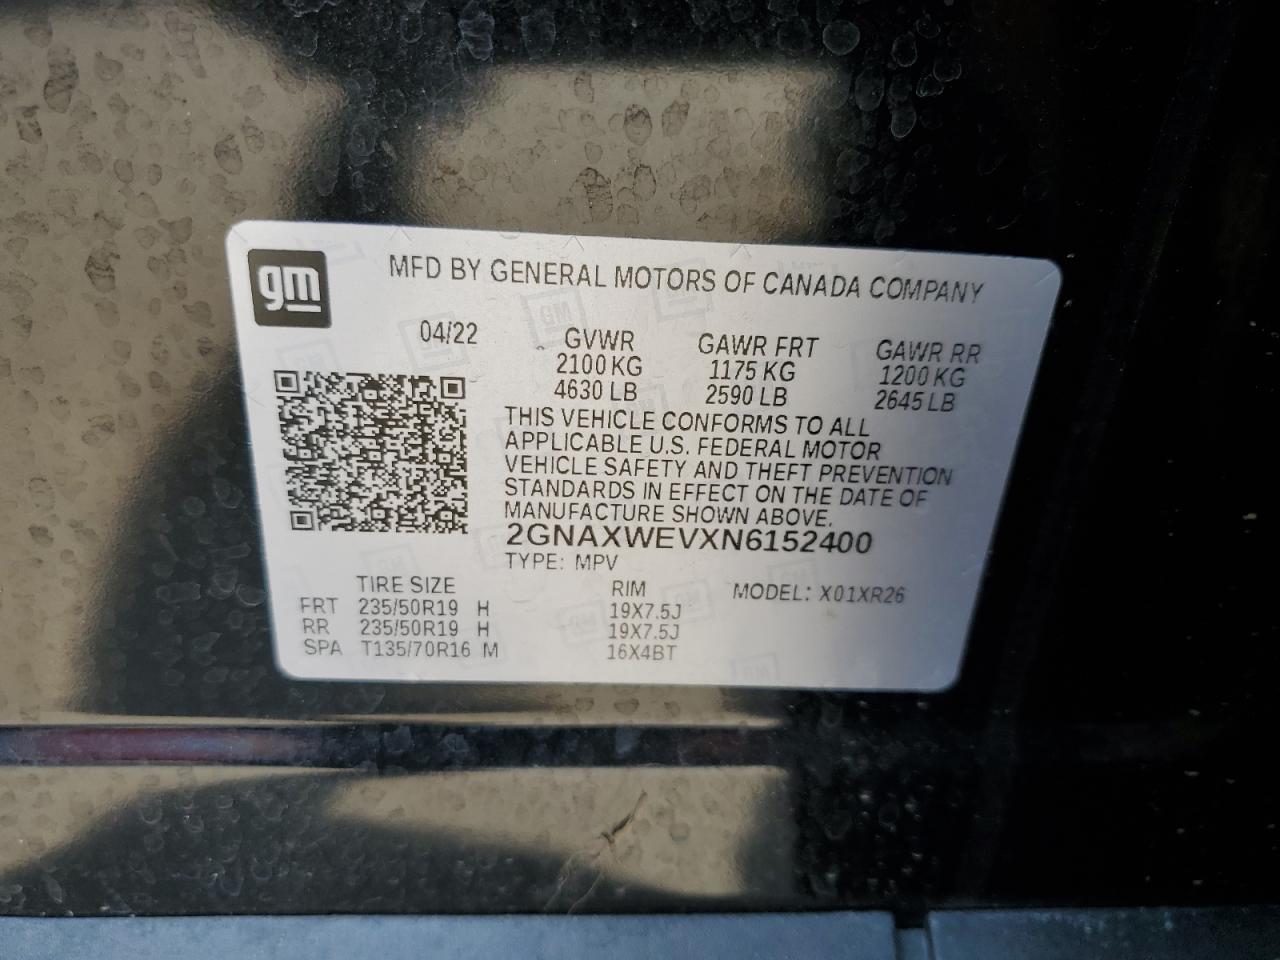 gm
MFD BY GENERAL MOTORS OF CANADA COMPANY
04/22 GVWR GAWR FRT GAWR RR
2100 KG 1175 KG 1200 KG
4630 LB 2590 LB 2645 LB
THIS VEHICLE CONFORMS TO ALL
APPLICABLE U.S. FEDERAL MOTOR
VEHICLE SAFETY AND THEFT PREVENTION
STANDARDS IN EFFECT ON THE DATE OF
MANUFACTURE SHOWN ABOVE.
2GNAXWEVXN6152400
TYPE: MPV
TIRE SIZE RIM MODEL: X01XR26
FRT 235/50R19 H 19X7.5J
RR 235/50R19 H 19X7.5J
SPA T135/70R16 M 16X4BT